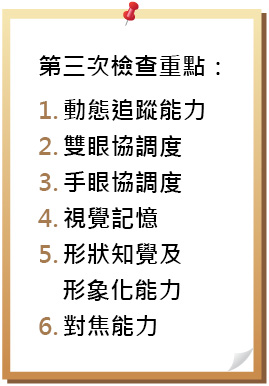 第三次檢查重點：
1. 動態追蹤能力
2. 雙眼協調度
3. 手眼協調度
4. 視覺記憶
5. 形狀知覺及
形象化能力
6. 對焦能力